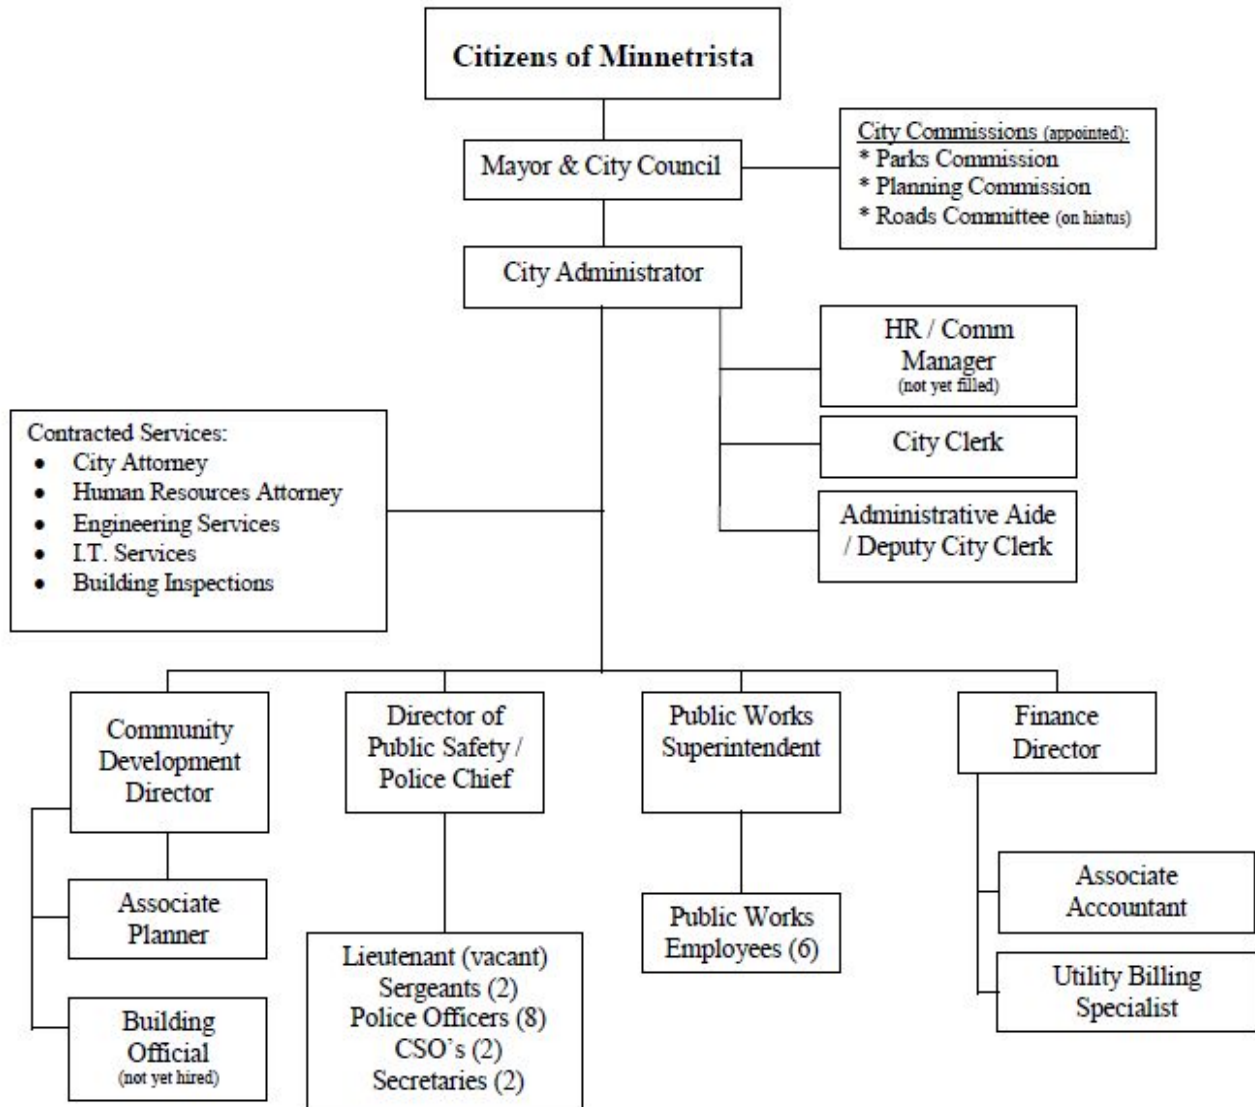 Citizens of Minnetrista
Mayor & City Council
City Commissions (appointed):
* Parks Commission
* Planning Commission
* Roads Committee (on hiatus)
City Administrator
HR / Comm
Manager
(not yet filled)
City Clerk
Administrative Aide
/ Deputy City Clerk
Contracted Services:
• City Attorney
• Human Resources Attorney
• Engineering Services
• I.T. Services
• Building Inspections
Community
Development
Director
Director of
Public Safety /
Police Chief
Public Works
Superintendent
Finance
Director
Associate
Planner
Building
Official
(not yet hired)
Lieutenant (vacant)
Sergeants (2)
Police Officers (8)
CSO`s (2)
Secretaries (2)
Public Works
Employees (6)
Associate
Accountant
Utility Billing
Specialist